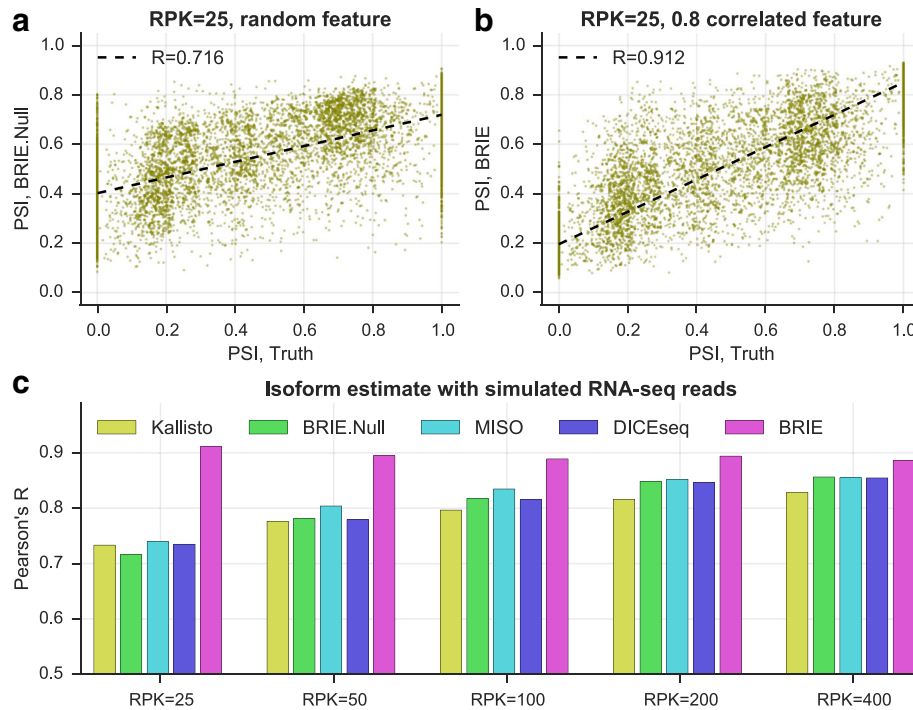 a
RPK=25, random feature
R=0.716
PSI, BRIE.Null
1.0
0.8
0.6
0.4
0.2
0.0
0.0 0.2 0.4 0.6 0.8 1.0
PSI, Truth
b
RPK=25, 0.8 correlated feature
R=0.912
PSI, BRIE
1.0
0.8
0.6
0.4
0.2
0.0
0.0 0.2 0.4 0.6 0.8 1.0
PSI, Truth
c
Isoform estimate with simulated RNA-seq reads
Kallisto BRIE.Null MISO DICEseq BRIE
Pearson's R
0.9
0.8
0.7
0.6
0.5
RPK=25 RPK=50 RPK=100 RPK=200 RPK=400